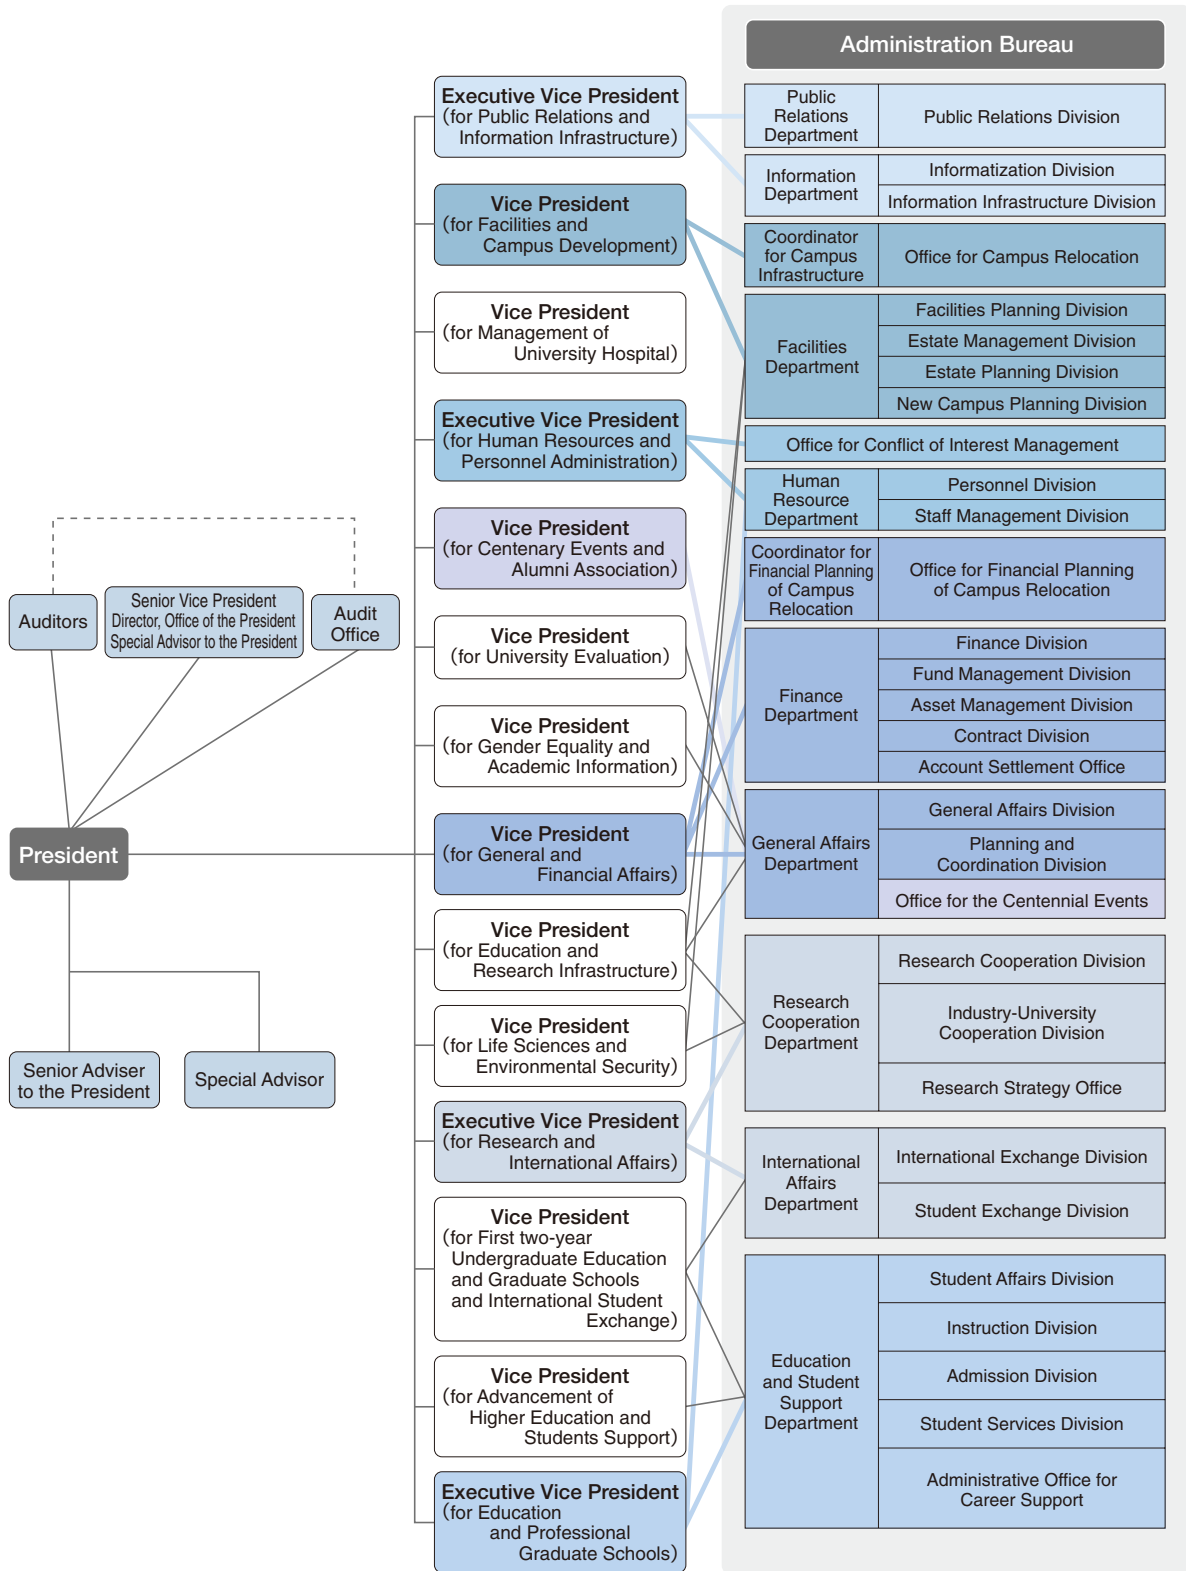 Administration Bureau
Executive Vice President
(for Public Relations and
Information Infrastructure)
Vice President
(for Facilities and
Campus Development)
Vice President
(for Management of
University Hospital)
Executive Vice President
(for Human Resources and
Personnel Administration)
Vice President
(for Centenary Events and
Alumni Association)
Vice President
(for University Evaluation)
Vice President
(for Gender Equality and
Academic Information)
Vice President
(for General and
Financial Affairs)
Vice President
(for Education and
Research Infrastructure)
Vice President
(for Life Sciences and
Environmental Security)
Executive Vice President
(for Research and
International Affairs)
Vice President
(for First two-year
Undergraduate Education
and Graduate Schools
and International Student
Exchange)
Vice President
(for Advancement of
Higher Education and
Students Support)
Executive Vice President
(for Education
and Professional
Graduate Schools)
Auditors
Senior Vice President
Director, Office of the President
Special Advisor to the President
Audit
Office
President
Senior Adviser
to the President
Special Advisor
Public
Relations
Department
Public Relations Division
Information
Department
Informatization Division
Information Infrastructure Division
Coordinator
for Campus
Infrastructure
Office for Campus Relocation
Facilities
Department
Facilities Planning Division
Estate Management Division
Estate Planning Division
New Campus Planning Division
Office for Conflict of Interest Management
Human
Resource
Department
Personnel Division
Staff Management Division
Coordinator for
Financial Planning
of Campus
Relocation
Office for Financial Planning
of Campus Relocation
Finance
Department
Finance Division
Fund Management Division
Asset Management Division
Contract Division
Account Settlement Office
General Affairs
Department
General Affairs Division
Planning and
Coordination Division
Office for the Centennial Events
Research
Cooperation
Department
Research Cooperation Division
Industry-University
Cooperation Division
Research Strategy Office
International
Affairs
Department
International Exchange Division
Student Exchange Division
Education
and Student
Support
Department
Student Affairs Division
Instruction Division
Admission Division
Student Services Division
Administrative Office for
Career Support